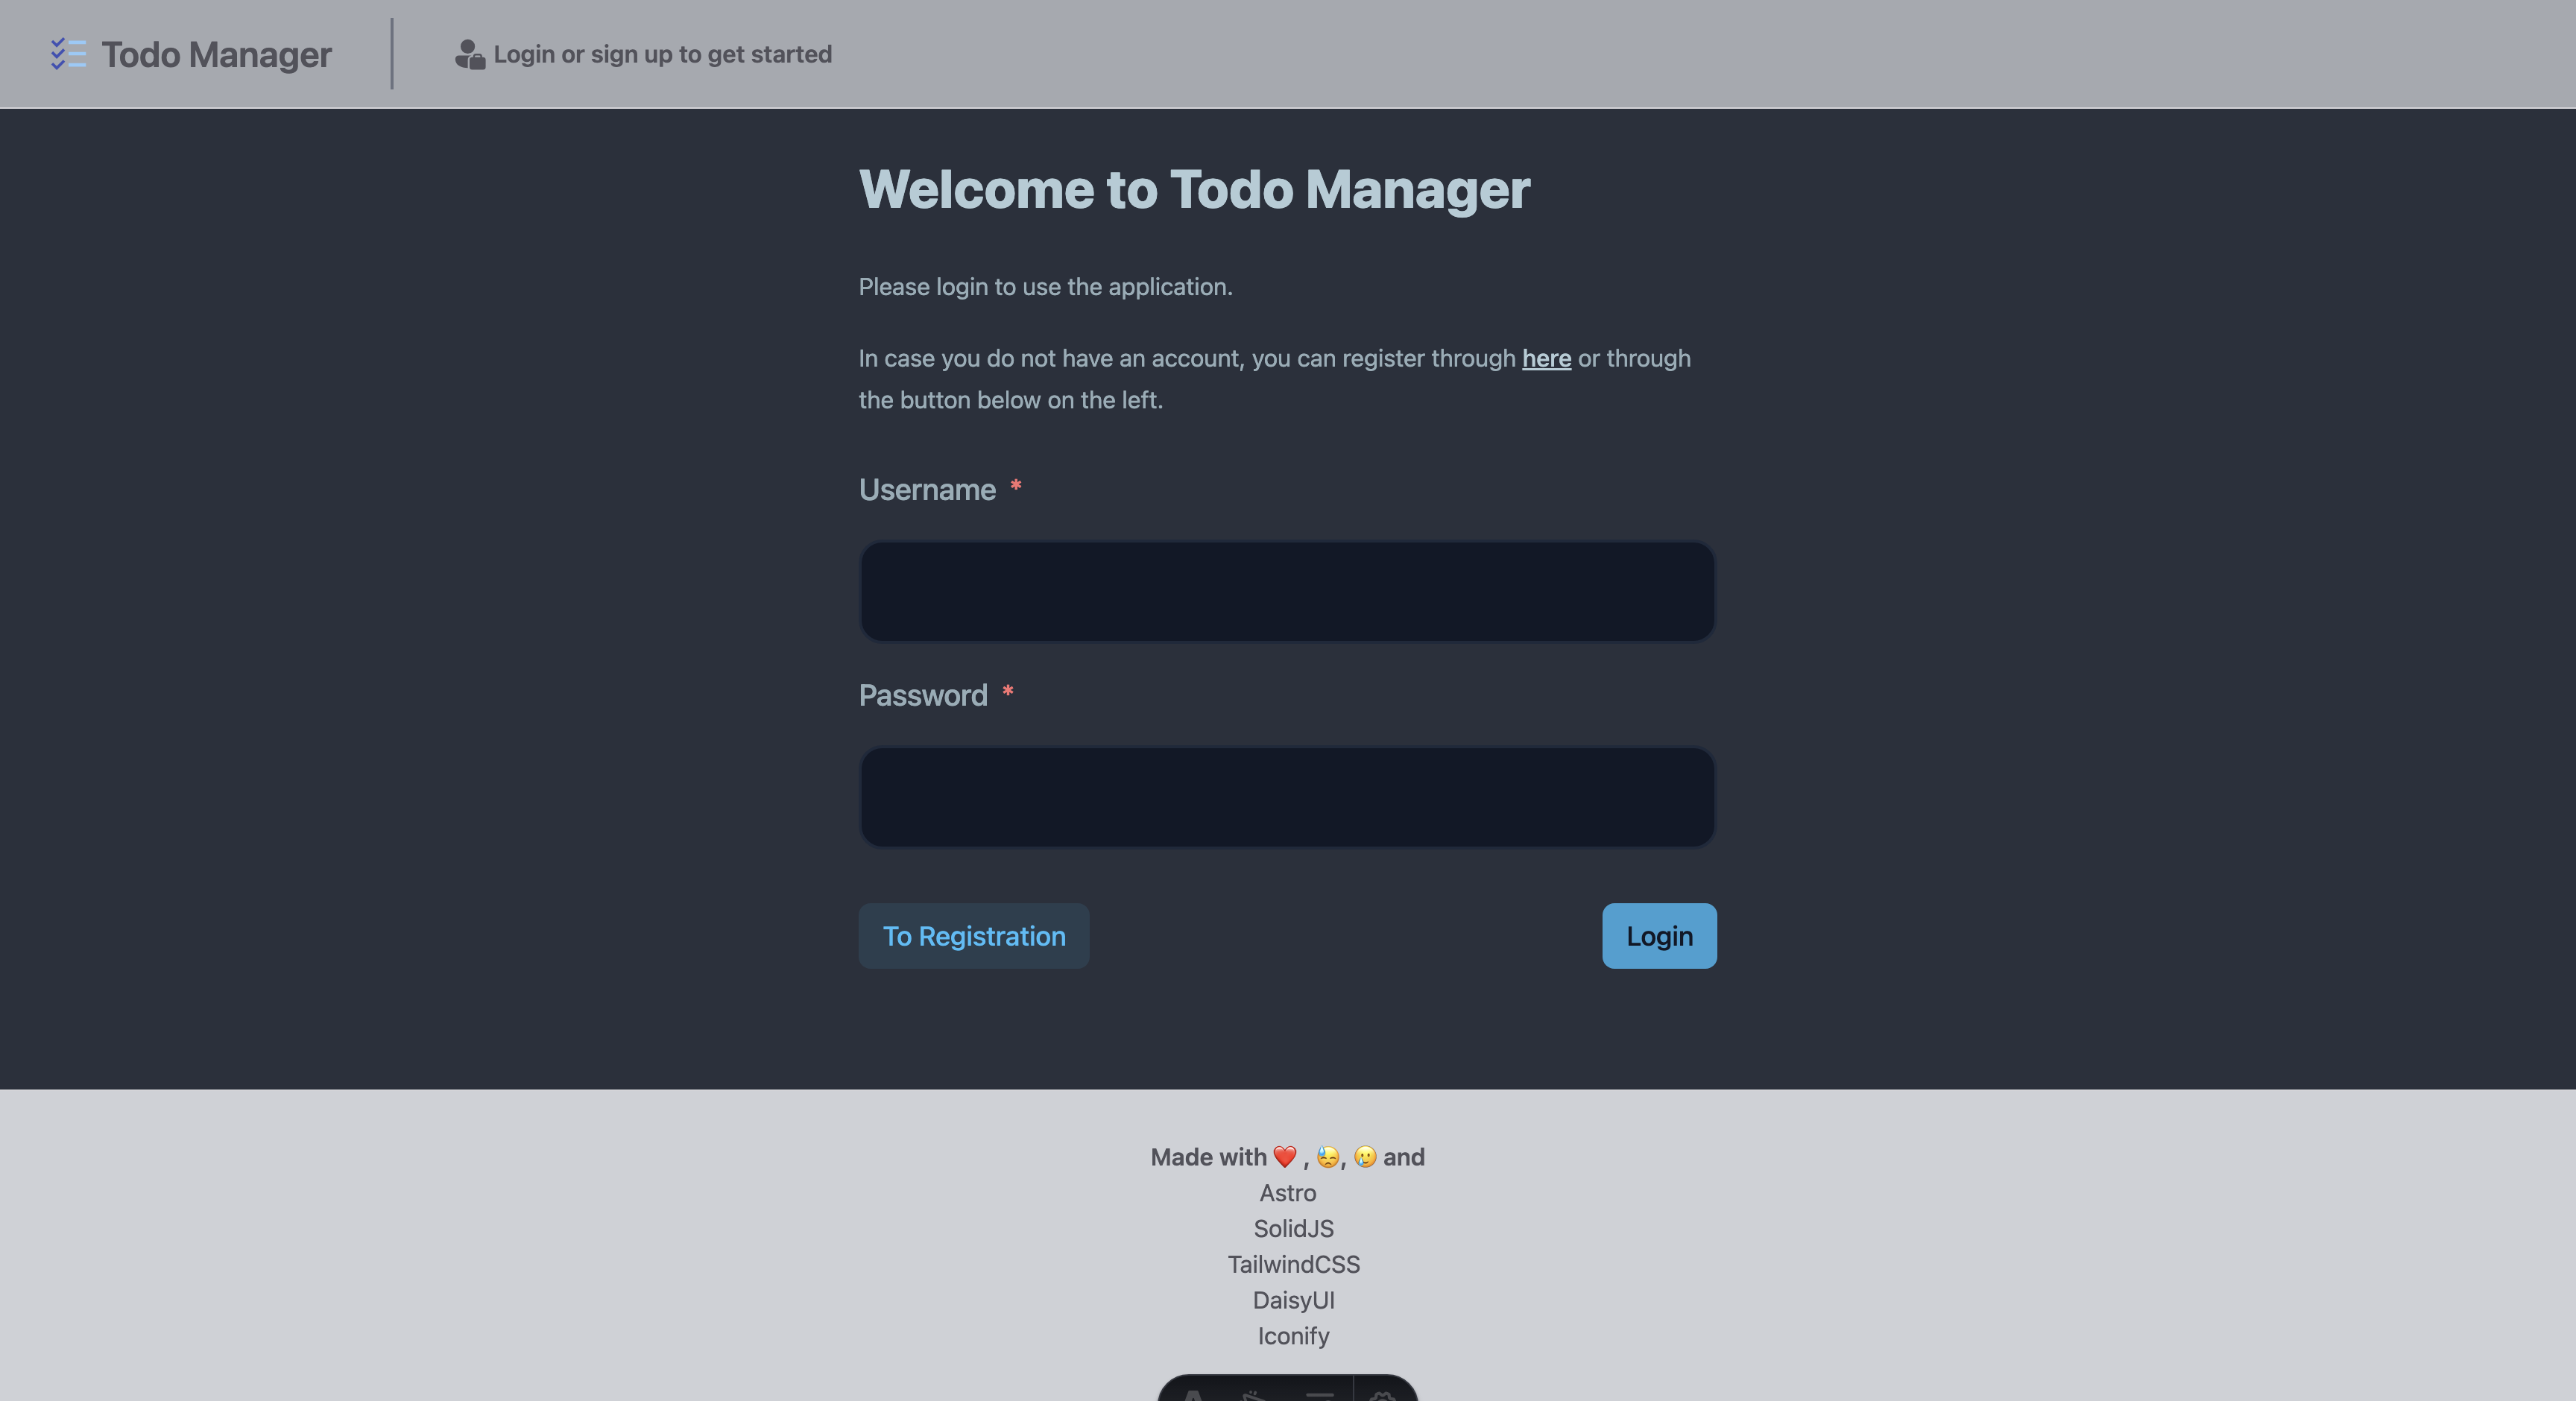 Todo Manager
Login or sign up to get started
Welcome to Todo Manager
Please login to use the application.
In case you do not have an account, you can register through here or through
the button below on the left.
Username *
Password *
To Registration
Login
Made with ❤️ , 😓, 🥲 and
Astro
SolidJS
TailwindCSS
DaisyUI
Iconify